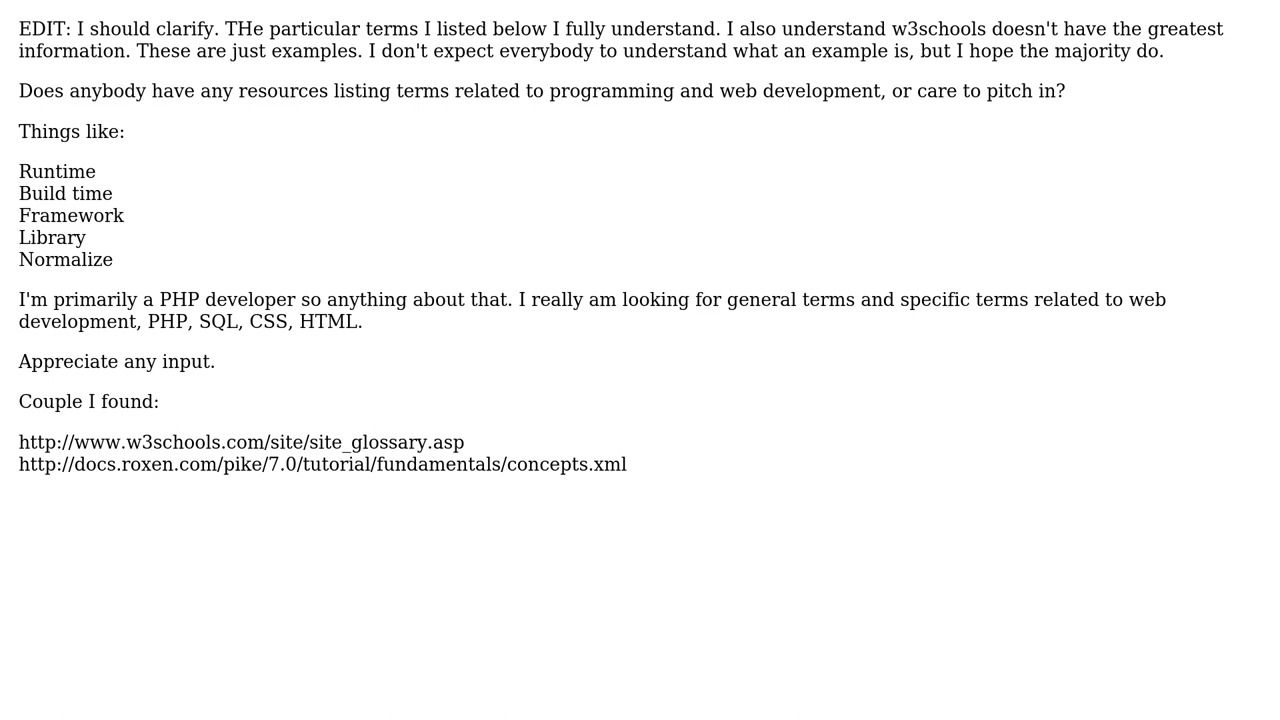 EDIT: I should clarify. THe particular terms I listed below I fully understand. I also understand w3schools doesn't have the greatest
information. These are just examples. I don't expect everybody to understand what an example is, but I hope the majority do.
Does anybody have any resources listing terms related to programming and web development, or care to pitch in?
Things like:
Runtime
Build time
Framework
Library
Normalize
I'm primarily a PHP developer so anything about that. I really am looking for general terms and specific terms related to web
development, PHP, SQL, CSS, HTML.
Appreciate any input.
Couple I found:
http://www.w3schools.com/site/site_glossary.asp
http://docs.roxen.com/pike/7.0/tutorial/fundamentals/concepts.xml